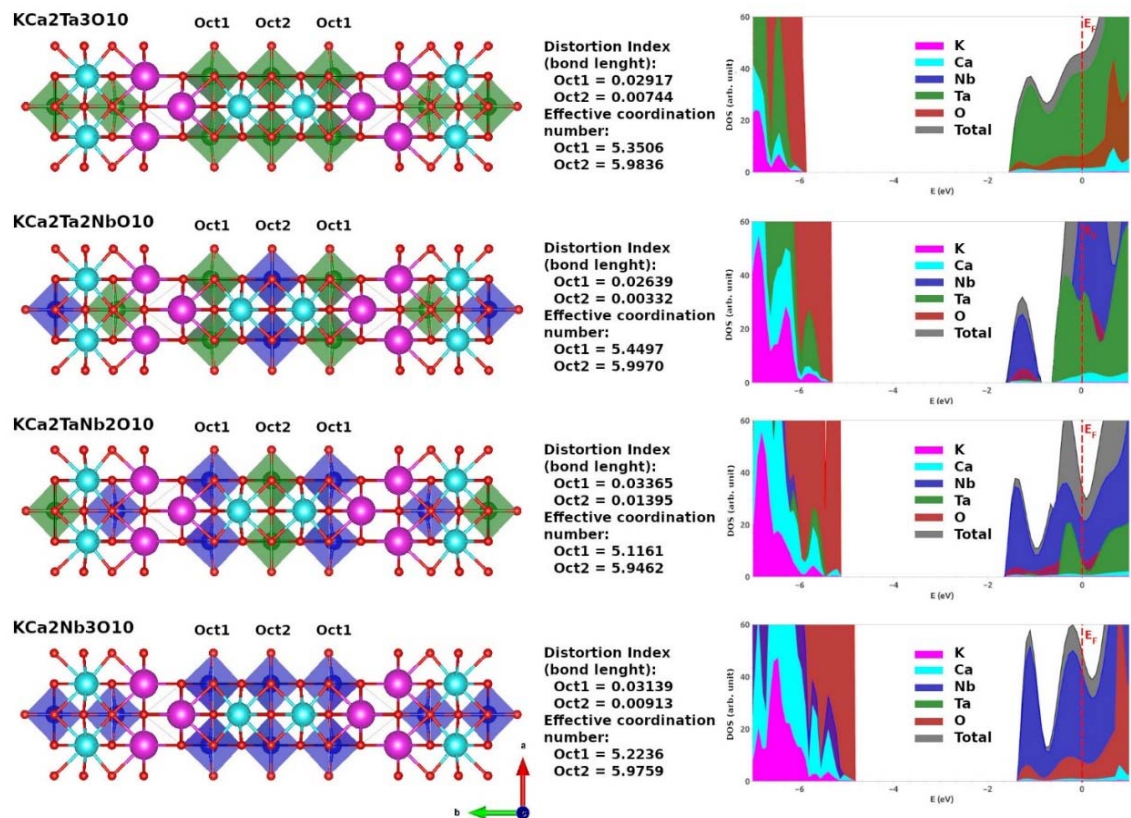 KCa2Ta3O10
Oct1 Oct2 Oct1
Distortion Index
(bond lenght):
Oct1 = 0.02917
Oct2 = 0.00744
Effective coordination
number:
Oct1 = 5.3506
Oct2 = 5.9836
DOS (arb. unit)
60
40
20
0
K
Ca
Nb
Ta
O
Total
EF
-6 -4 -2 0
E (eV)
KCa2Ta2NbO10
Oct1 Oct2 Oct1
Distortion Index
(bond lenght):
Oct1 = 0.02639
Oct2 = 0.00332
Effective coordination
number:
Oct1 = 5.4497
Oct2 = 5.9970
DOS (arb. unit)
60
40
20
0
K
Ca
Nb
Ta
O
Total
-6 -4 -2 0
E (eV)
KCa2TaNb2O10
Oct1 Oct2 Oct1
Distortion Index
(bond lenght):
Oct1 = 0.03365
Oct2 = 0.01395
Effective coordination
number:
Oct1 = 5.1161
Oct2 = 5.9462
DOS (arb. unit)
60
40
20
0
K
Ca
Nb
Ta
O
Total
EF
-6 -4 -2 0
E (eV)
KCa2Nb3O10
Oct1 Oct2 Oct1
Distortion Index
(bond lenght):
Oct1 = 0.03139
Oct2 = 0.00913
Effective coordination
number:
Oct1 = 5.2236
Oct2 = 5.9759
a
b
DOS (arb. unit)
60
40
20
0
K
Ca
Nb
Ta
O
Total
EF
-6 -4 -2 0
E (eV)